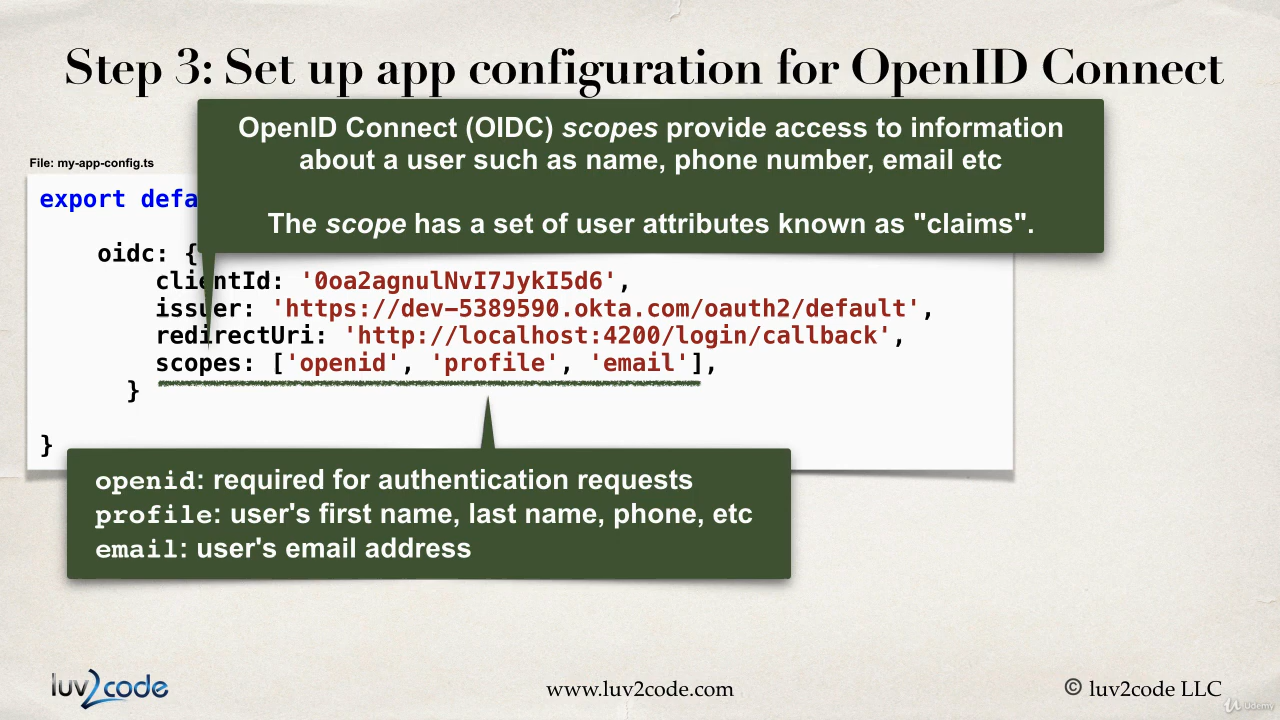 Step 3: Set up app configuration for OpenID Connect
OpenID Connect (OIDC) scopes provide access to information
about a user such as name, phone number, email etc
The scope has a set of user attributes known as "claims".
File: my-app-config.ts
export defa
oidc: {
clientId: '0oa2agnulNvI7JykI5d6',
issuer: 'https://dev-5389590.okta.com/oauth2/default',
redirectUri: 'http://localhost:4200/login/callback',
scopes: ['openid', 'profile', 'email'],
}
}
openid: required for authentication requests
profile: user's first name, last name, phone, etc
email: user's email address
luv2code
www.luv2code.com
© luv2code LLC
Udemy